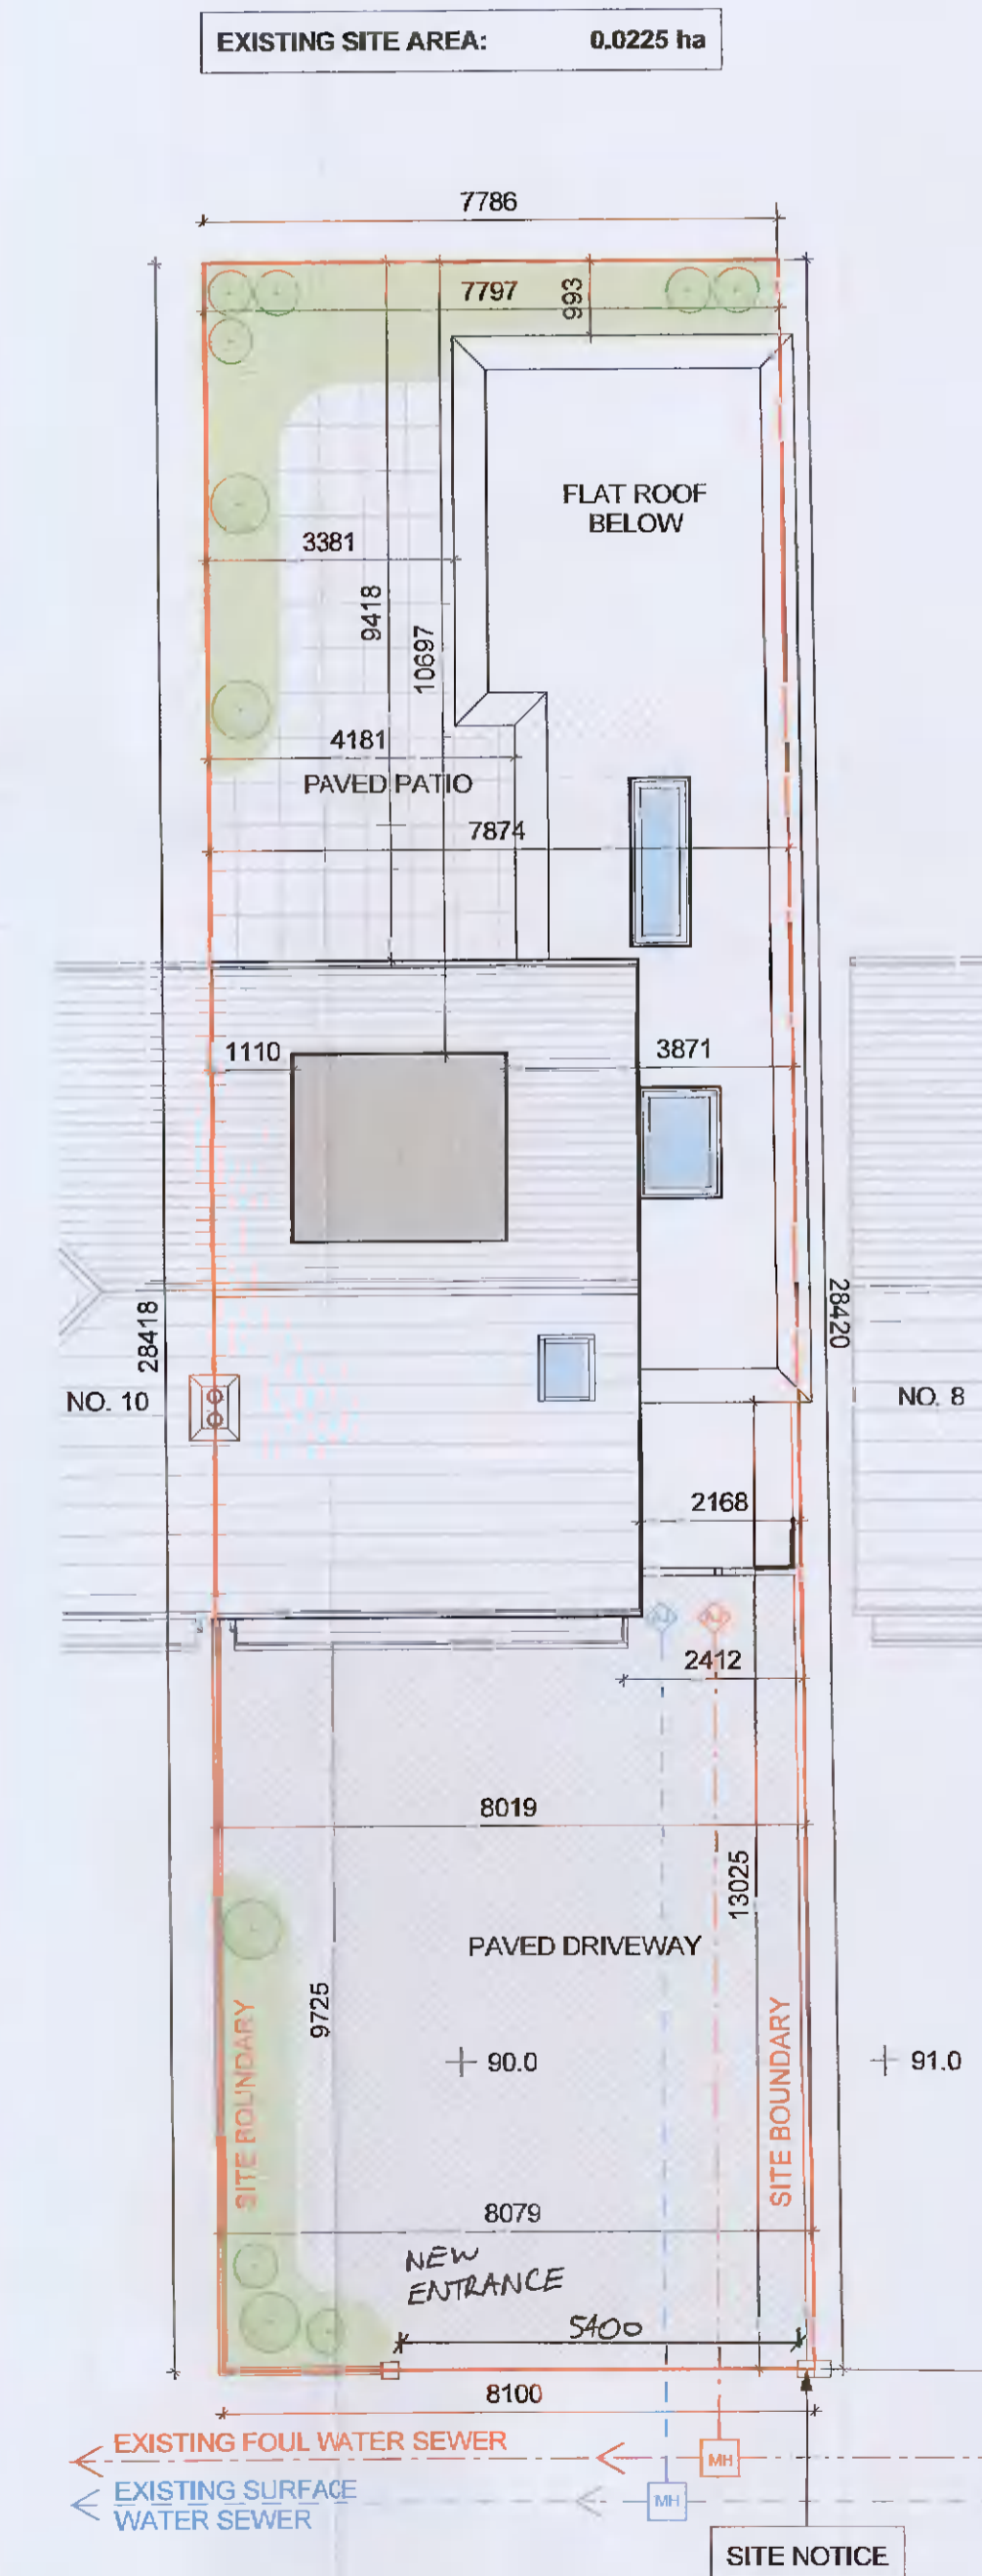 EXISTING SITE AREA: 0.0225 ha
7786
7797
993
FLAT ROOF
BELOW
3381
9418
10697
4181
PAVED PATIO
7874
1110
3871
28418
28420
NO. 10
NO. 8
2168
2412
8019
13025
PAVED DRIVEWAY
9725
SITE BOUNDARY
SITE BOUNDARY
90.0
91.0
8079
NEW
ENTRANCE
5400
8100
EXISTING FOUL WATER SEWER
MH
EXISTING SURFACE
WATER SEWER
MH
SITE NOTICE